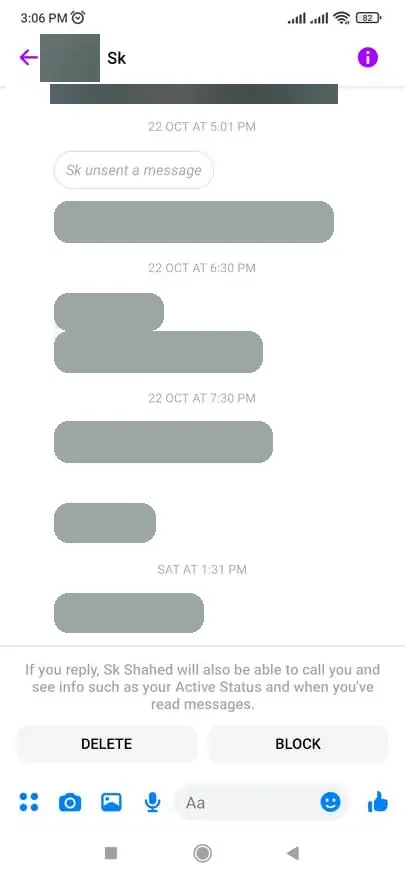 3:06 PM
82
Sk
22 OCT AT 5:01 PM
Sk unsent a message
22 OCT AT 6:30 PM
22 OCT AT 7:30 PM
SAT AT 1:31 PM
If you reply, Sk Shahed will also be able to call you and
see info such as your Active Status and when you've
read messages.
DELETE
BLOCK
Aa